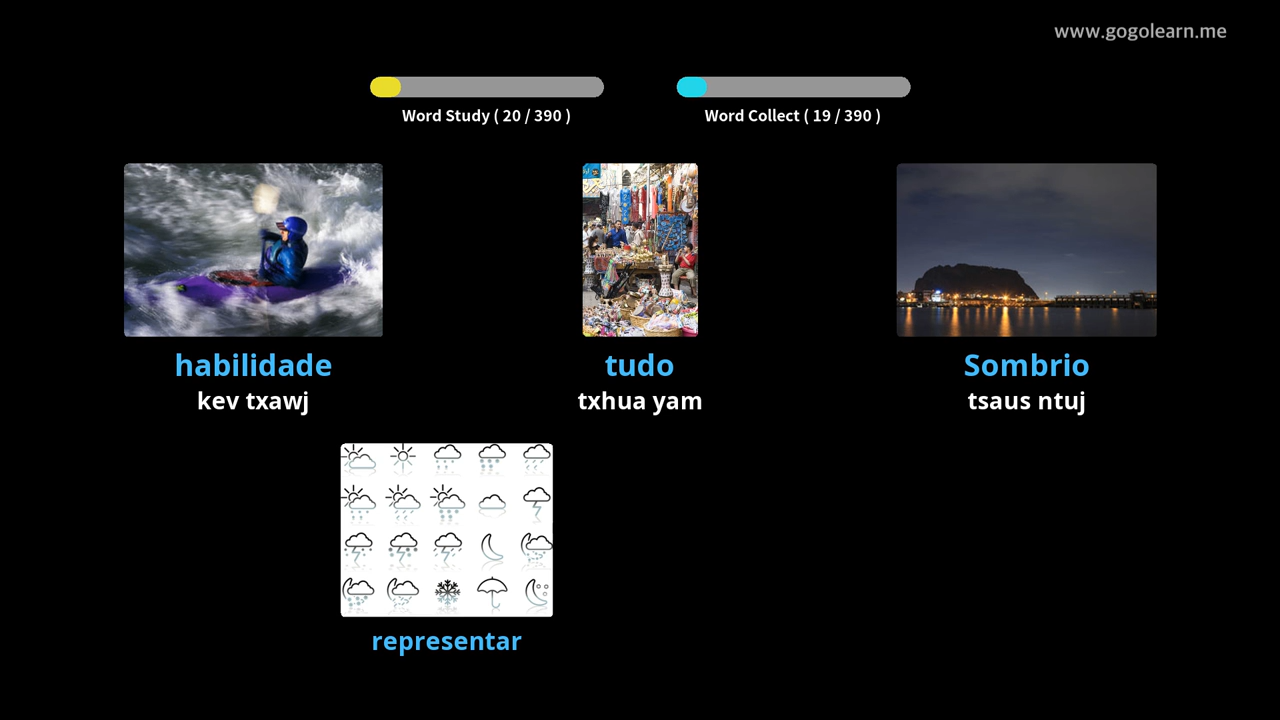 www.gogolearn.me
Word Study ( 20 / 390 )
Word Collect ( 19 / 390 )
habilidade
kev txawj
tudo
txhua yam
Sombrio
tsaus ntuj
representar